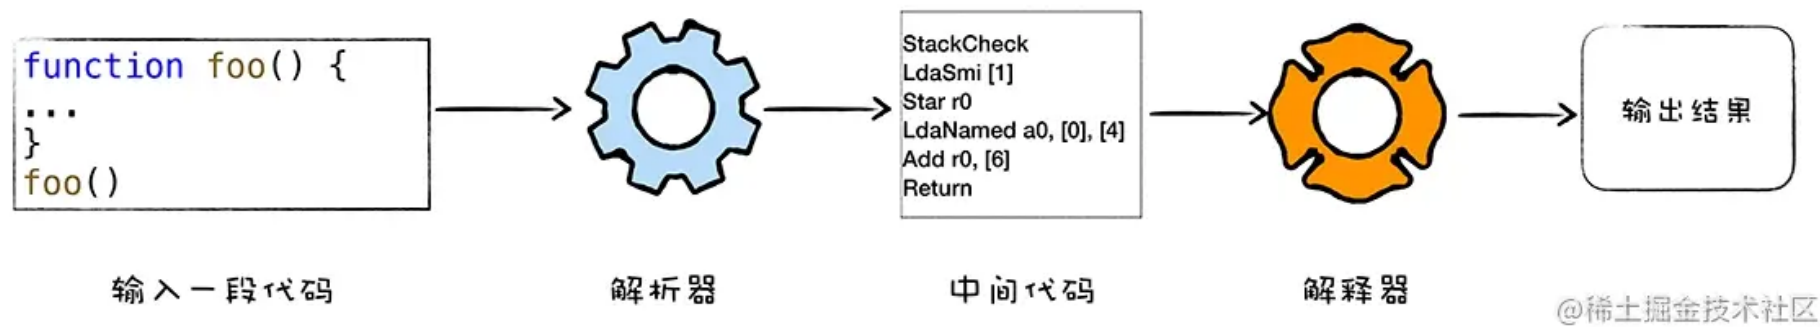 function foo() {
...
}
foo()
StackCheck
LdaSmi [1]
Star r0
LdaNamed a0, [0], [4]
Add r0, [6]
Return
输出结果
输入一段代码
解析器
中间代码
解释器
@稀土掘金技术社区